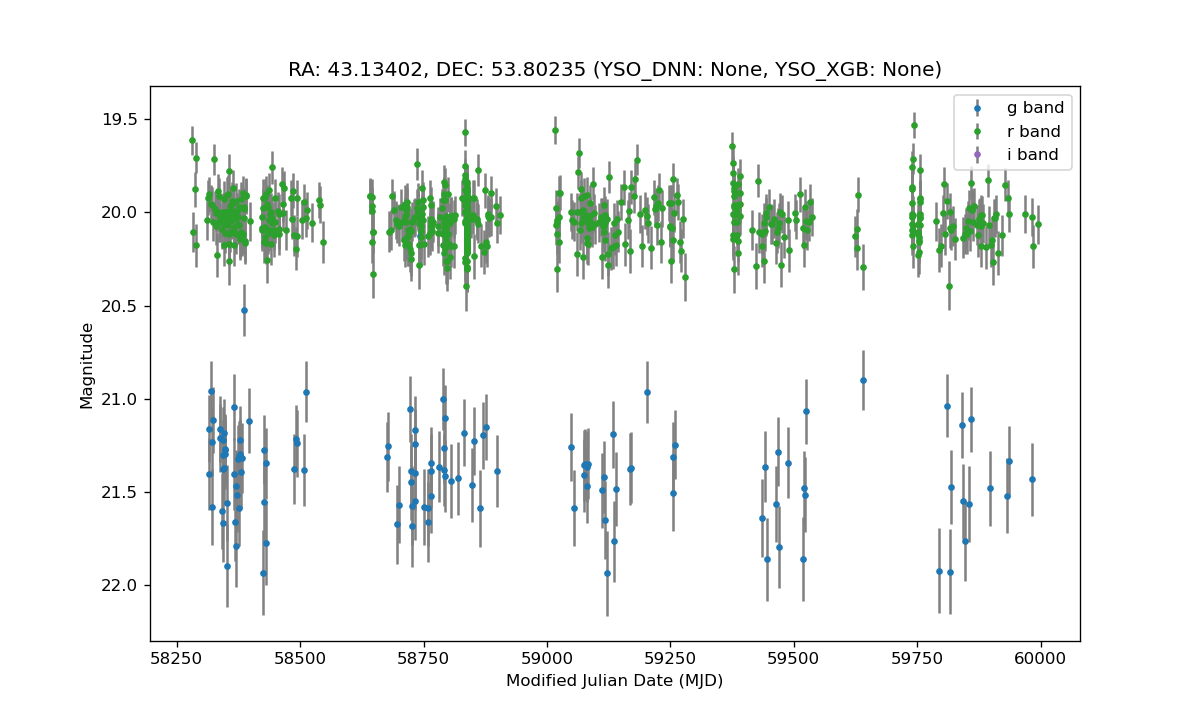 RA: 43.13402, DEC: 53.80235 (YSO_DNN: None, YSO_XGB: None)
g band
r band
i band
19.5
20.0
20.5
21.0
21.5
22.0
Magnitude
58250 58500 58750 59000 59250 59500 59750 60000
Modified Julian Date (MJD)